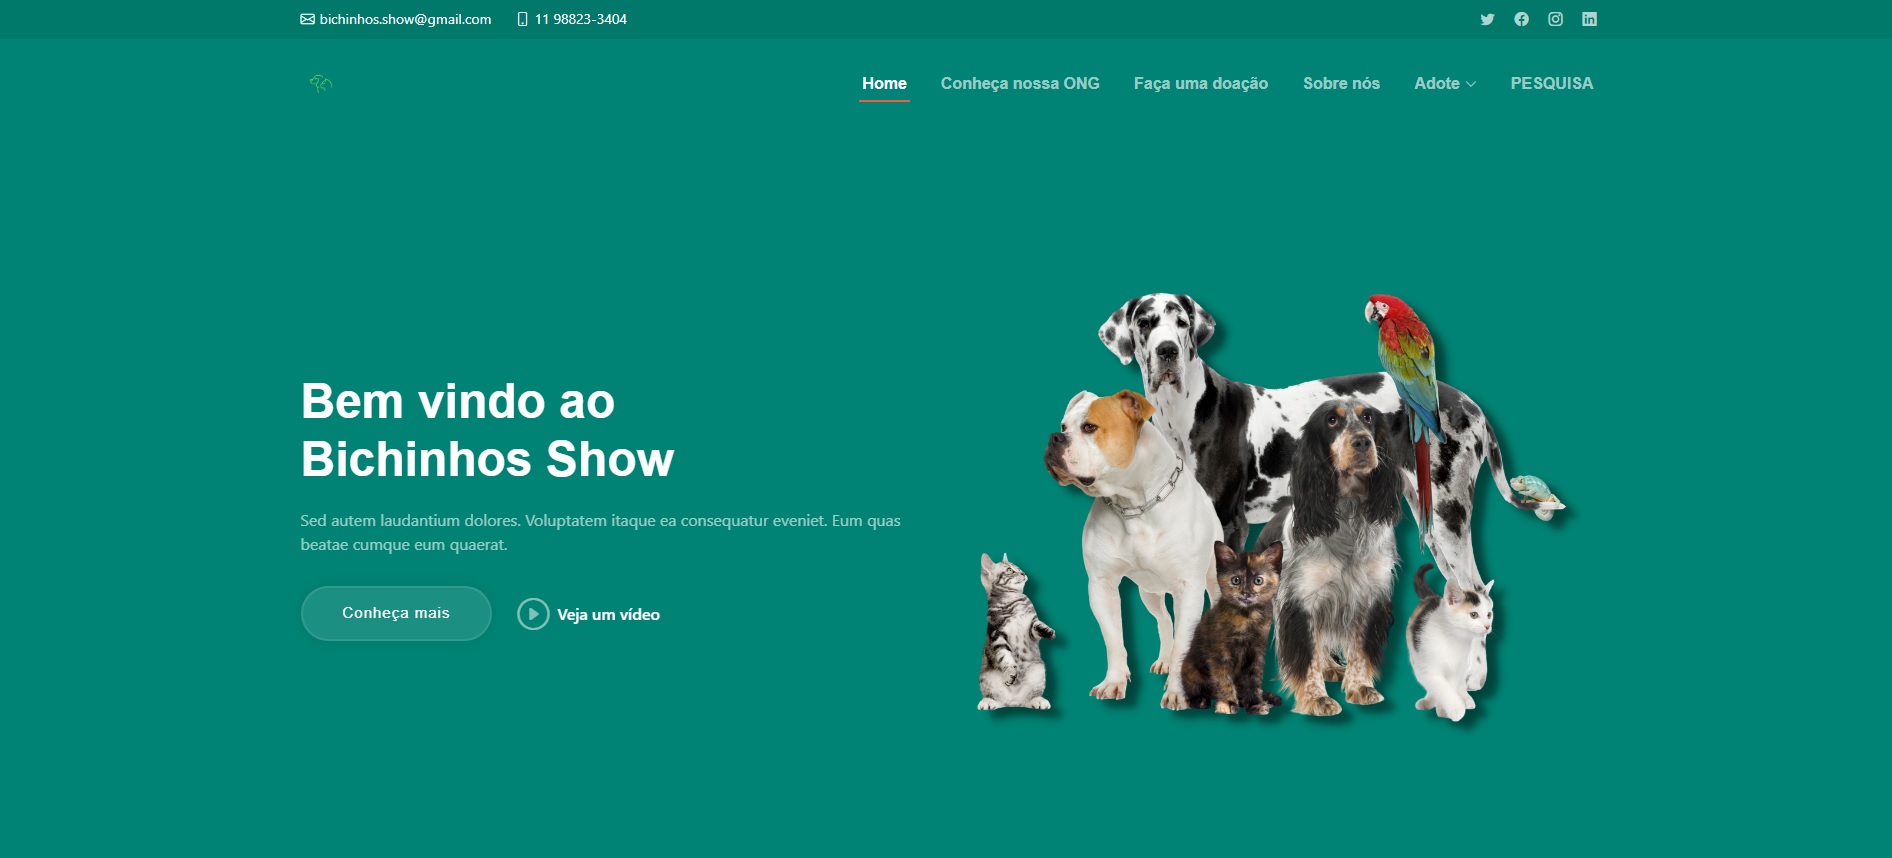 bichinhos.show@gmail.com 11 98823-3404
Home Conheça nossa ONG Faça uma doação Sobre nós Adote PESQUISA
Bem vindo ao
Bichinhos Show
Sed autem laudantium dolores. Voluptatem itaque ea consequatur eveniet. Eum quas
beatae cumque eum quaerat.
Conheça mais Veja um vídeo